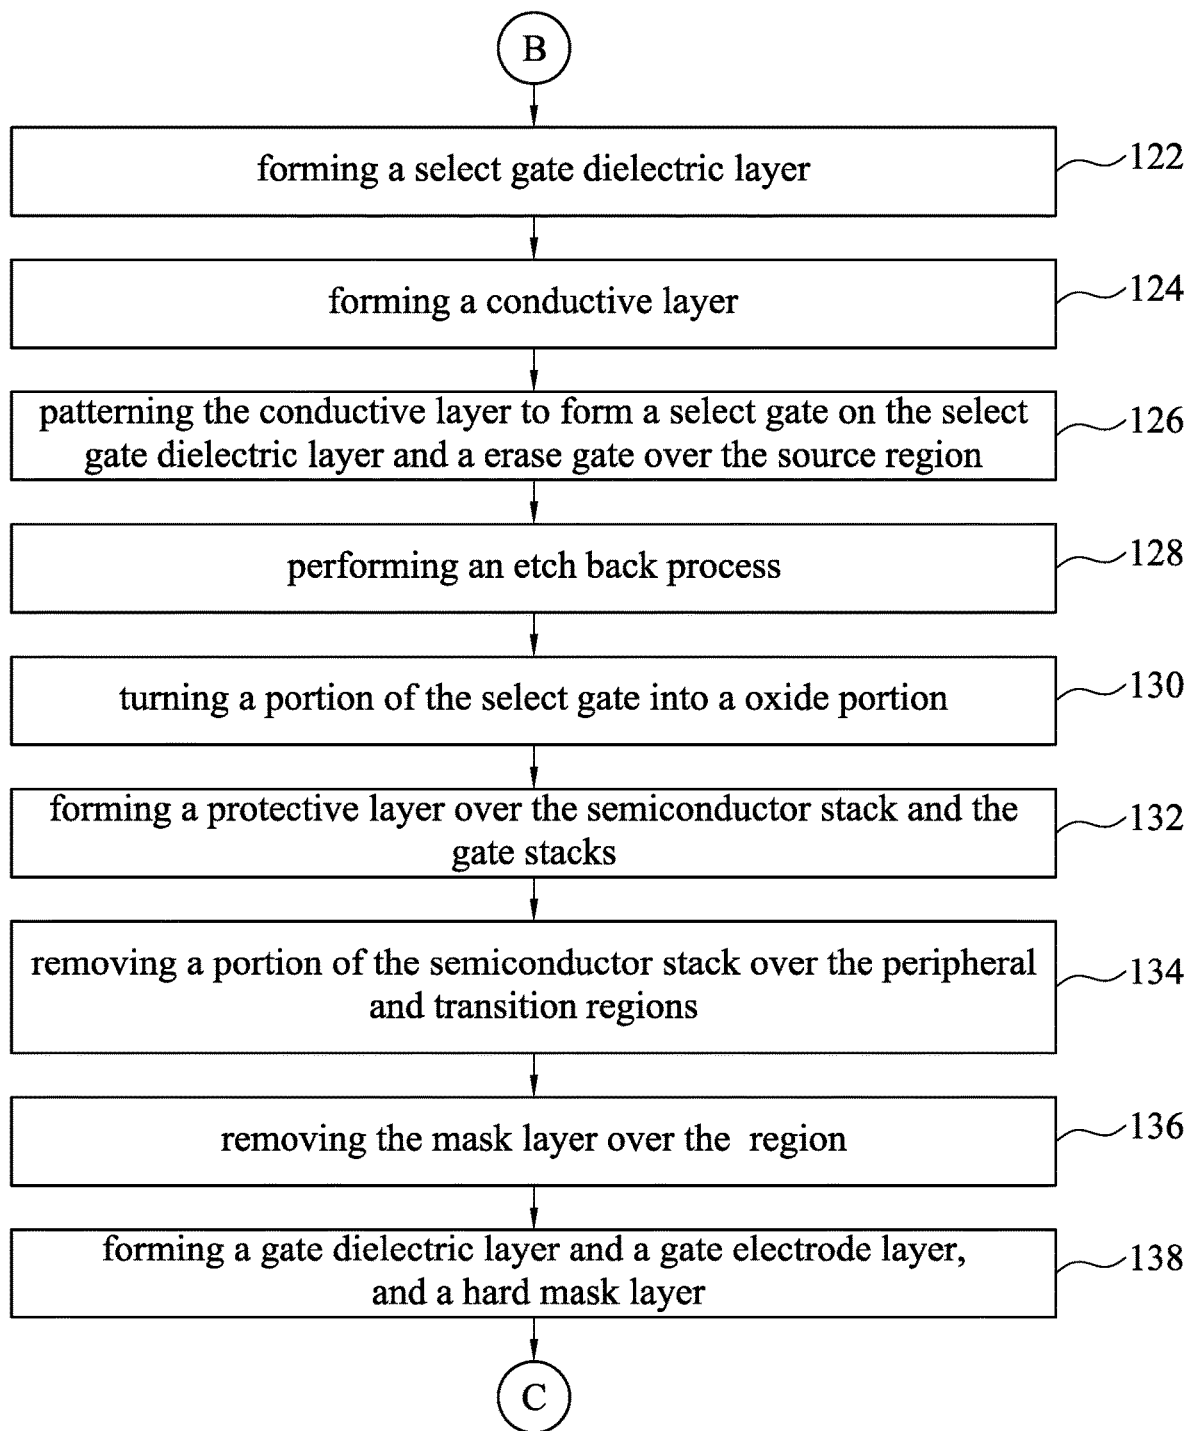 B
forming a select gate dielectric layer
122
forming a conductive layer
124
patterning the conductive layer to form a select gate on the select
gate dielectric layer and a erase gate over the source region
126
performing an etch back process
128
turning a portion of the select gate into a oxide portion
130
forming a protective layer over the semiconductor stack and the
gate stacks
132
removing a portion of the semiconductor stack over the peripheral
and transition regions
134
removing the mask layer over the  region
136
forming a gate dielectric layer and a gate electrode layer,
and a hard mask layer
138
C